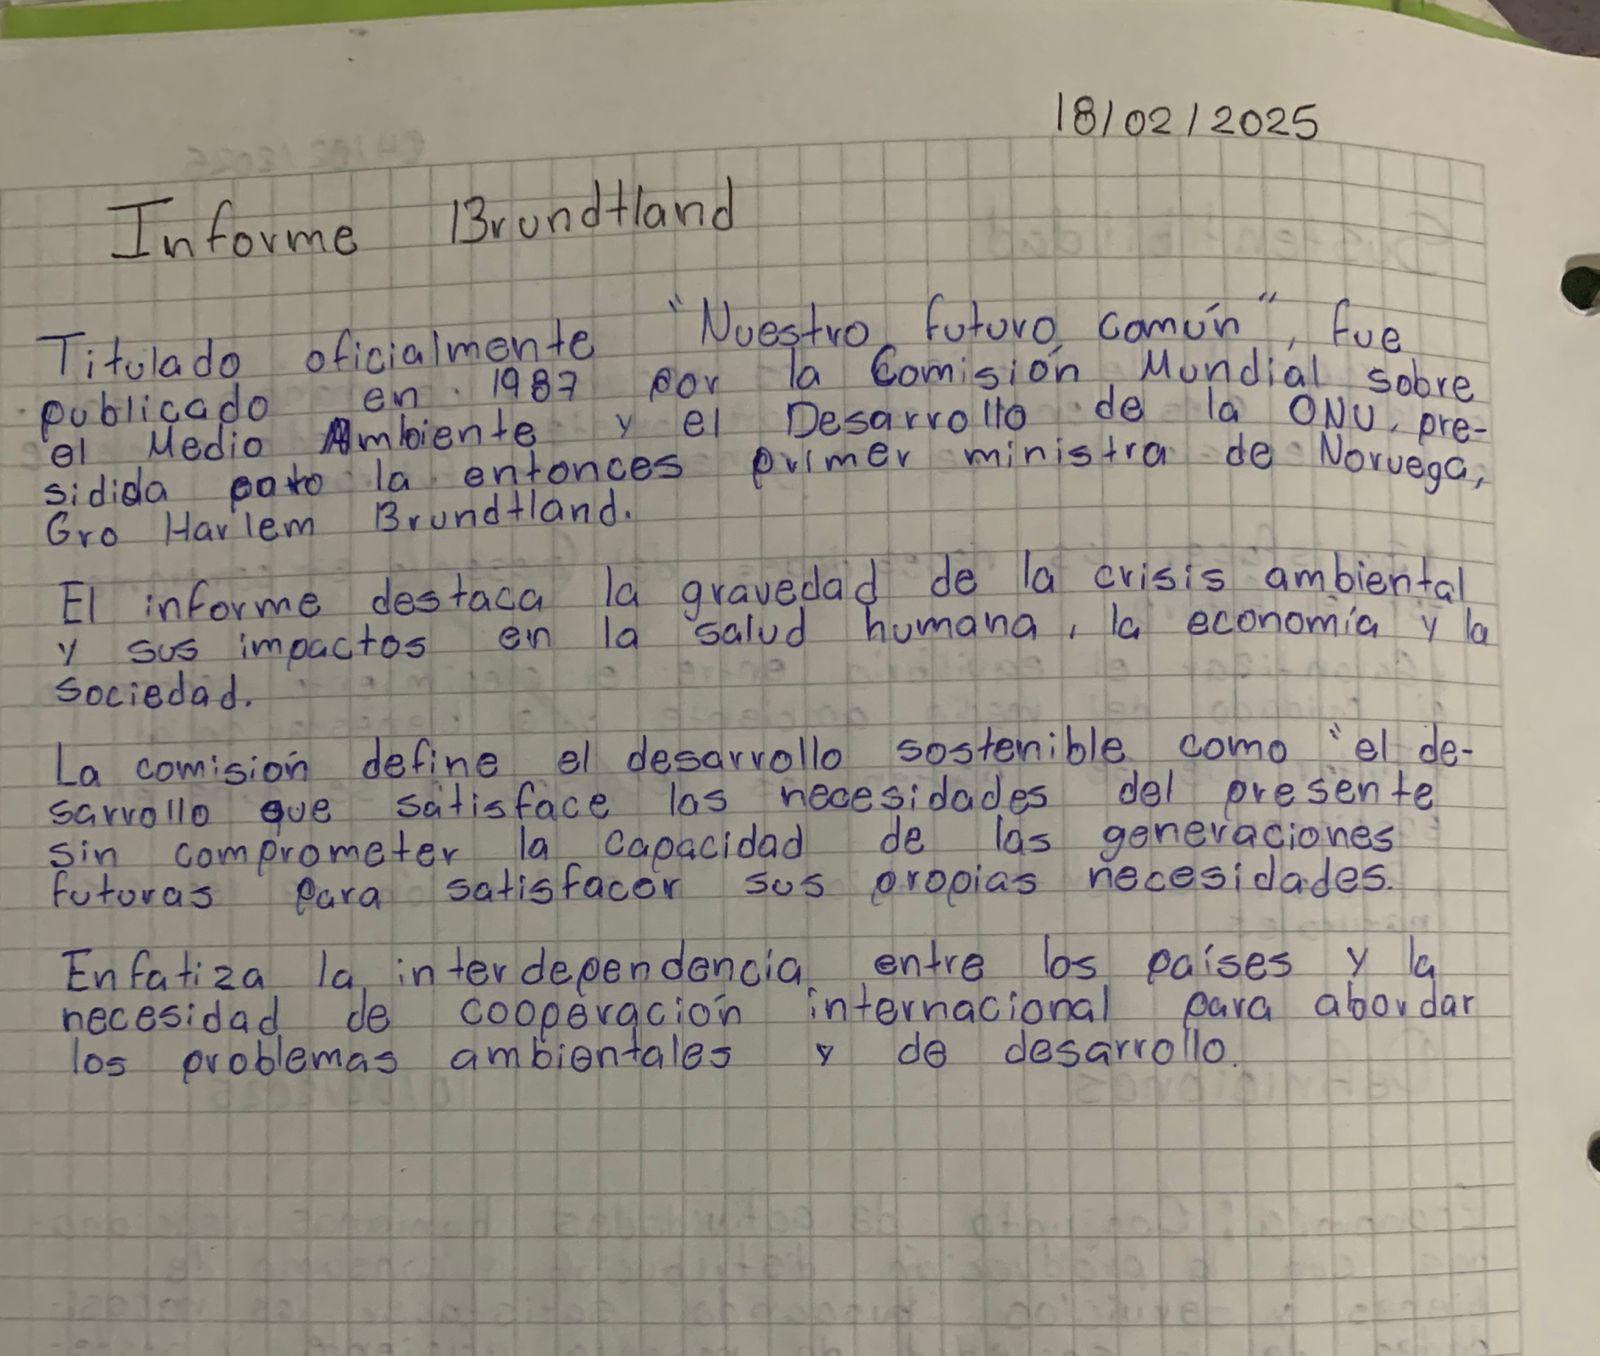 18/02/2025
Informe Brundtland
Titulado oficialmente "Nuestro futuro común", fue
publicado en 1987 por la Comisión Mundial sobre
el Medio Ambiente y el Desarrollo de la ONU, pre-
sidida la entonces primer ministra de Noruega,
Gro Harlem Brundtland.
El informe destaca la gravedad de la crisis ambiental
y sus impactos en la salud humana, la economía y la
sociedad.
La comisión define el desarrollo sostenible como "el de-
sarrollo que satisface las necesidades del presente
sin comprometer la capacidad de las generaciones
futuras para satisfacer sus propias necesidades.
Enfatiza la interdependencia entre los países y la
necesidad de cooperación internacional para abordar
los problemas ambientales y de desarrollo.